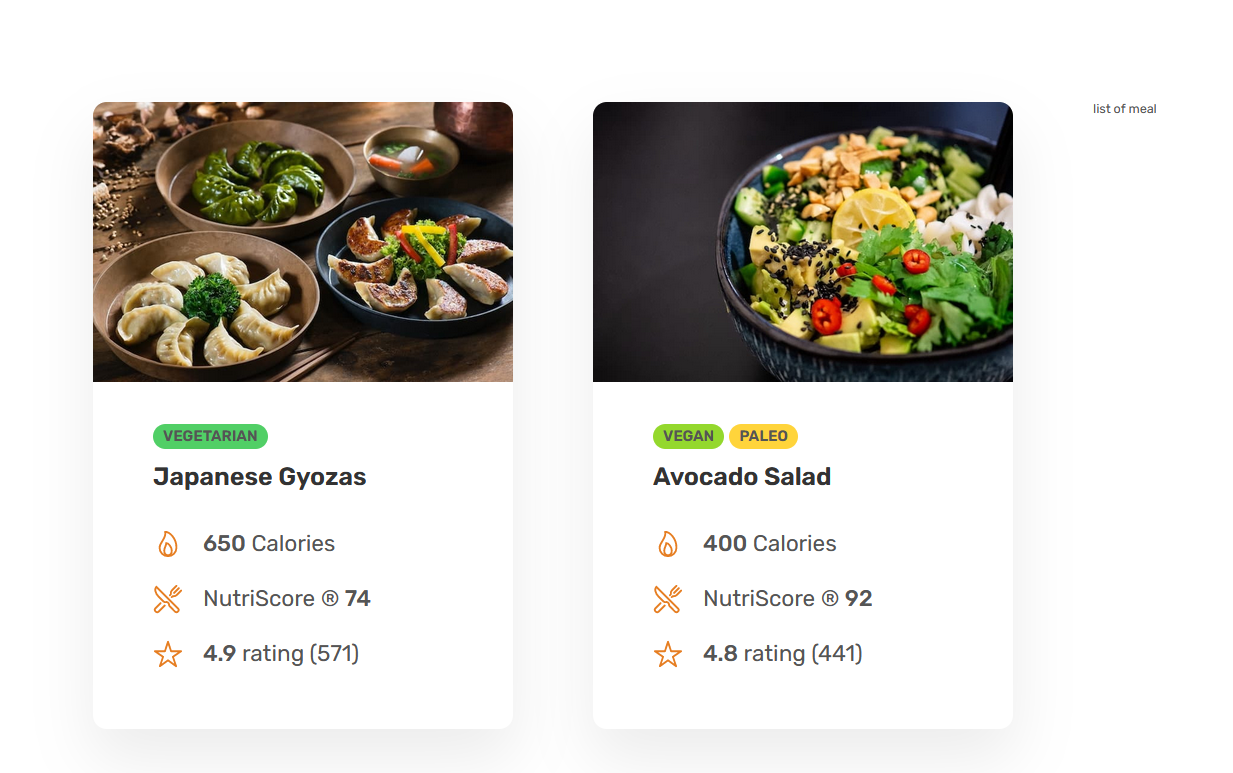 list of meal
VEGETARIAN
Japanese Gyozas
650 Calories
NutriScore ® 74
4.9 rating (571)
VEGAN PALEO
Avocado Salad
400 Calories
NutriScore ® 92
4.8 rating (441)